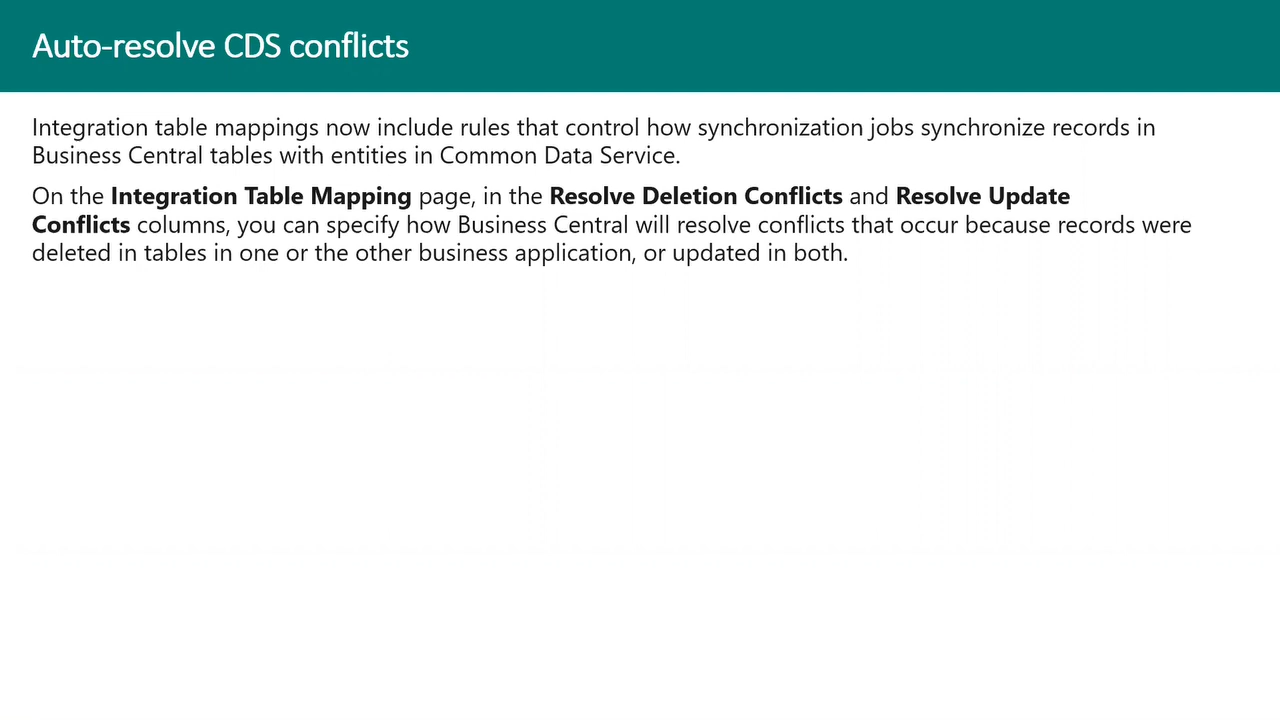 Auto-resolve CDS conflicts
Integration table mappings now include rules that control how synchronization jobs synchronize records in
Business Central tables with entities in Common Data Service.
On the Integration Table Mapping page, in the Resolve Deletion Conflicts and Resolve Update
Conflicts columns, you can specify how Business Central will resolve conflicts that occur because records were
deleted in tables in one or the other business application, or updated in both.